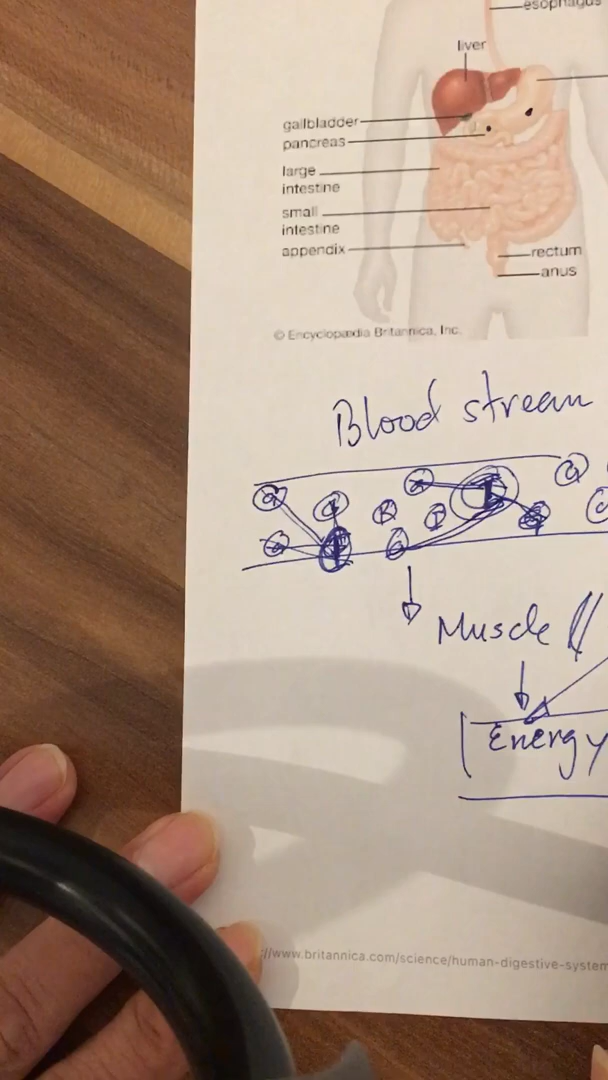 esophagus
liver
gallbladder
pancreas
large
intestine
small
intestine
appendix
rectum
anus
© Encyclopædia Britannica, Inc.
Blood stream
Muscle
Energy
://www.britannica.com/science/human-digestive-system